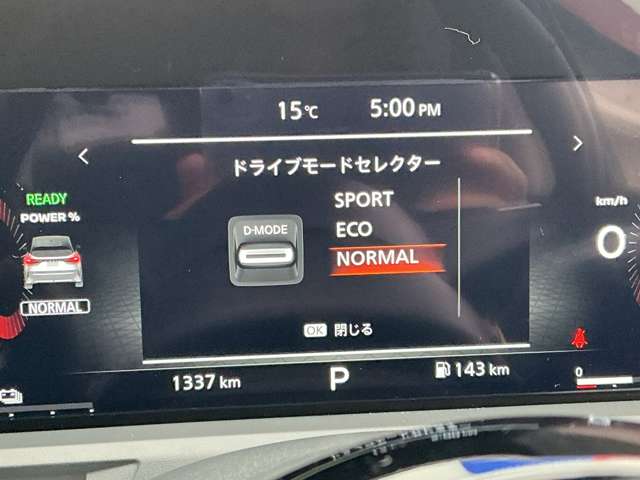 15℃ 5:00 PM
ドライブモードセレクター
READY
POWER %
NORMAL
D-MODE
SPORT
ECO
NORMAL
OK 閉じる
km/h
0
1337 km
P
143 km
0